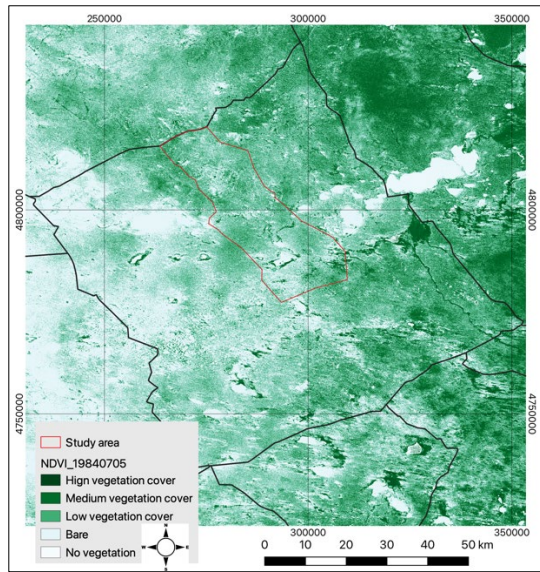 250000 300000 350000
4800000 4800000
4750000 4750000
Study area
NDVI_19840705
Hign vegetation cover
Medium vegetation cover
Low vegetation cover
Bare
No vegetation
N
W E
S
300000 350000
0 10 20 30 40 50 km